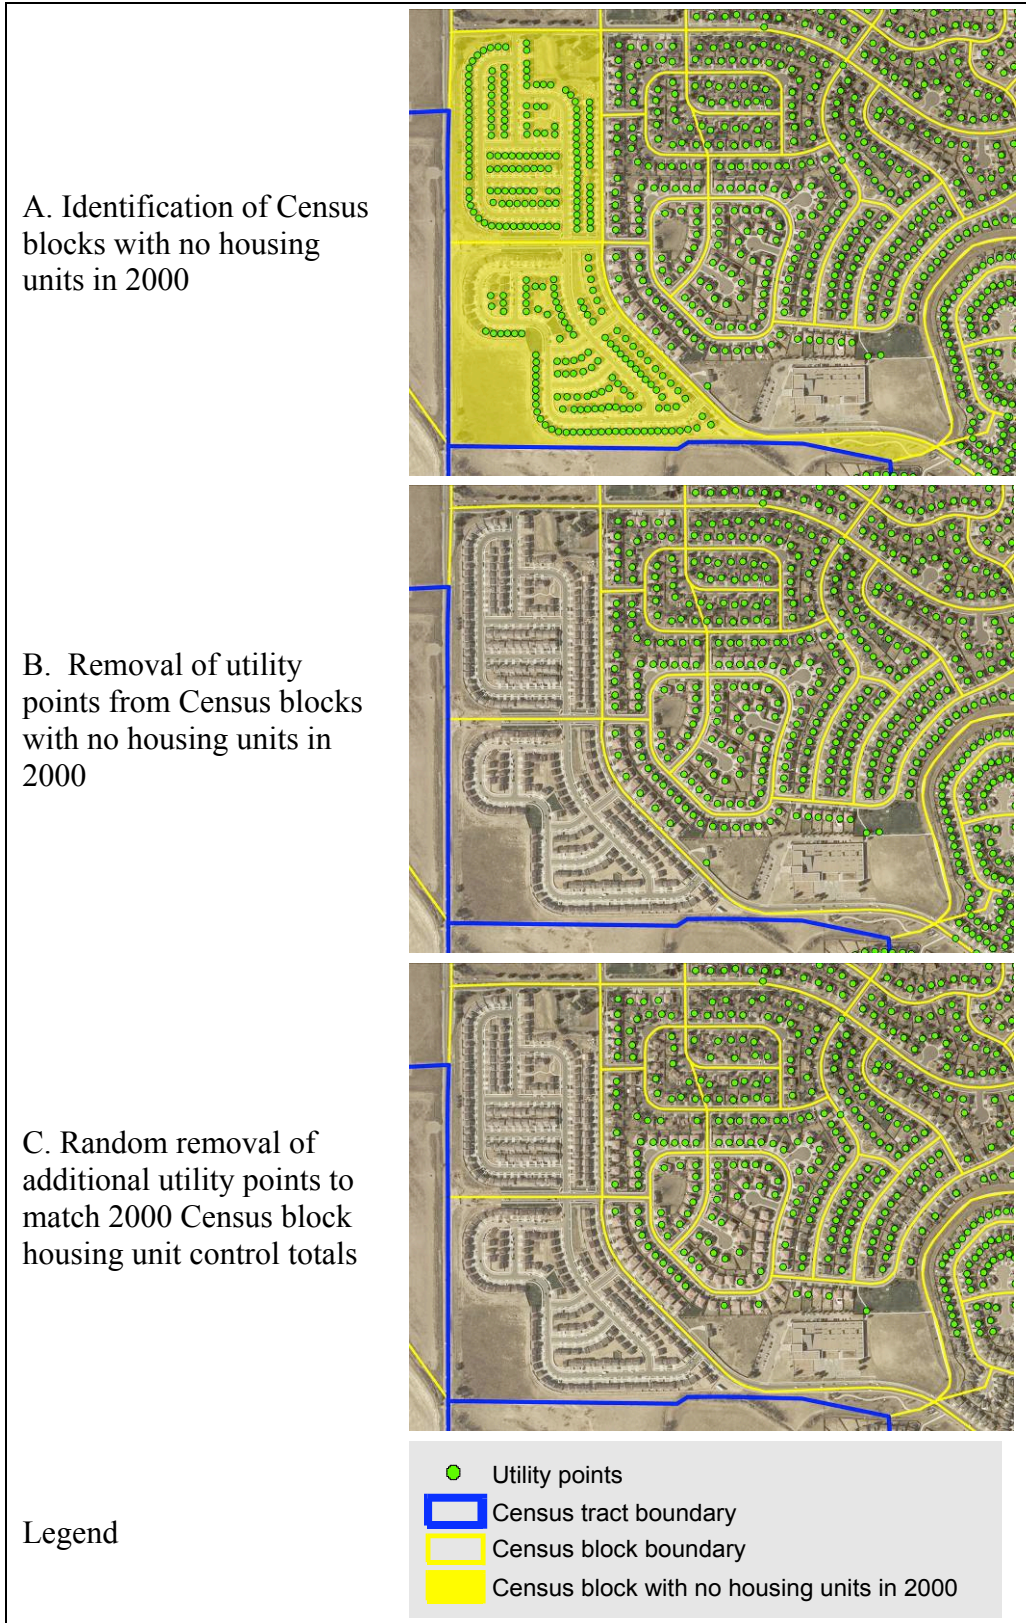 A. Identification of Census
blocks with no housing
units in 2000
B. Removal of utility
points from Census blocks
with no housing units in
2000
C. Random removal of
additional utility points to
match 2000 Census block
housing unit control totals
Legend
Utility points
Census tract boundary
Census block boundary
Census block with no housing units in 2000